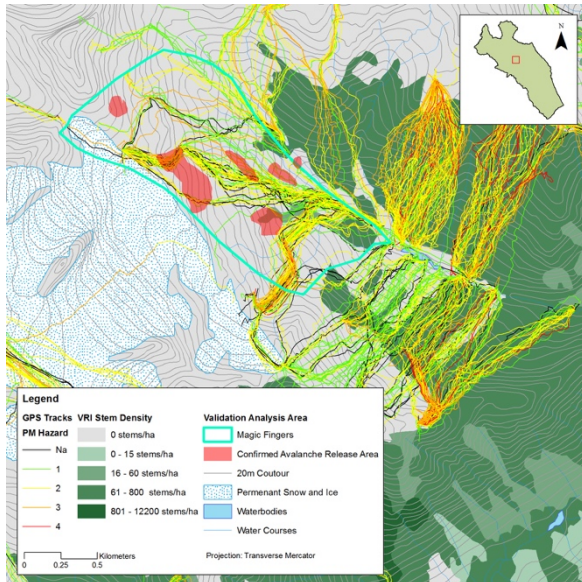 N
Legend
GPS Tracks
PM Hazard
Na
1
2
3
4
VRI Stem Density
0 stems/ha
0 - 15 stems/ha
16 - 60 stems/ha
61 - 800 stems/ha
801 - 12200 stems/ha
Validation Analysis Area
Magic Fingers
Confirmed Avalanche Release Area
20m Coutour
Permenant Snow and Ice
Waterbodies
Water Courses
Kilometers
0 0.25 0.5
Projection: Transverse Mercator